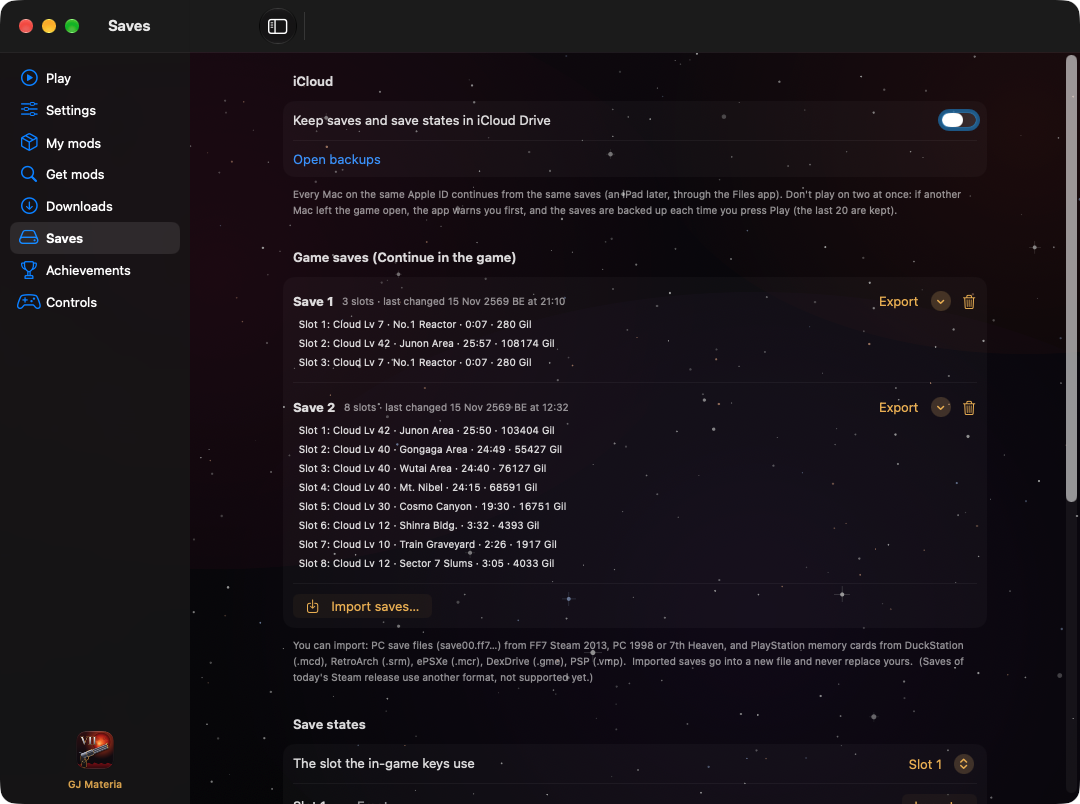 Saves
Play
Settings
My mods
Get mods
Downloads
Saves
Achievements
Controls
VII
GJ Materia
iCloud
Keep saves and save states in iCloud Drive
Open backups
Every Mac on the same Apple ID continues from the same saves (an iPad later, through the Files app). Don't play on two at once: if another
Mac left the game open, the app warns you first, and the saves are backed up each time you press Play (the last 20 are kept).
Game saves (Continue in the game)
Save 1 3 slots · last changed 15 Nov 2569 BE at 21:10 Export
Slot 1: Cloud Lv 7 · No.1 Reactor · 0:07 · 280 Gil
Slot 2: Cloud Lv 42 · Junon Area · 25:57 · 108174 Gil
Slot 3: Cloud Lv 7 · No.1 Reactor · 0:07 · 280 Gil
Save 2 8 slots · last changed 15 Nov 2569 BE at 12:32 Export
Slot 1: Cloud Lv 42 · Junon Area · 25:50 · 103404 Gil
Slot 2: Cloud Lv 40 · Gongaga Area · 24:49 · 55427 Gil
Slot 3: Cloud Lv 40 · Wutai Area · 24:40 · 76127 Gil
Slot 4: Cloud Lv 40 · Mt. Nibel · 24:15 · 68591 Gil
Slot 5: Cloud Lv 30 · Cosmo Canyon · 19:30 · 16751 Gil
Slot 6: Cloud Lv 12 · Shinra Bldg. · 3:32 · 4393 Gil
Slot 7: Cloud Lv 10 · Train Graveyard · 2:26 · 1917 Gil
Slot 8: Cloud Lv 12 · Sector 7 Slums · 3:05 · 4033 Gil
Import saves...
You can import: PC save files (save00.ff7...) from FF7 Steam 2013, PC 1998 or 7th Heaven, and PlayStation memory cards from DuckStation
(.mcd), RetroArch (.srm), ePSXe (.mcr), DexDrive (.gme), PSP (.vmp). Imported saves go into a new file and never replace yours. (Saves of
today's Steam release use another format, not supported yet.)
Save states
The slot the in-game keys use Slot 1